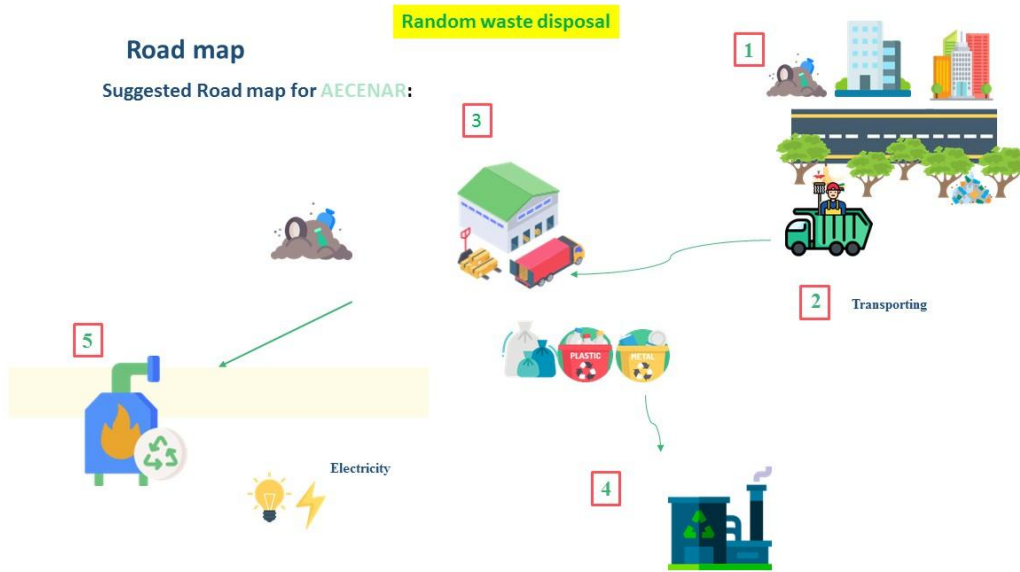 Random waste disposal
Road map
Suggested Road map for AECENAR:
1
3
2
Transporting
PLASTIC
METAL
5
Electricity
4